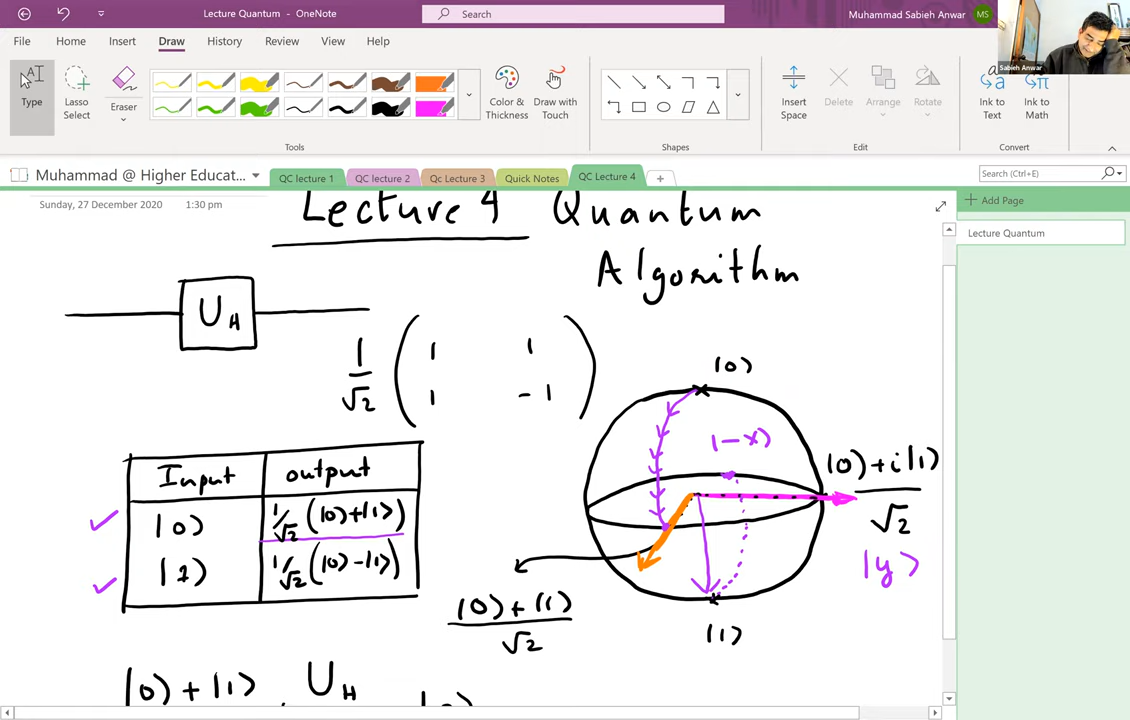 Lecture Quantum - OneNote
Search
Muhammad Sabieh Anwar
MS
File Home Insert Draw History Review View Help
Sabieh Anwar
Type
Lasso Select
Eraser
Color & Thickness
Draw with Touch
Insert Space
Delete
Arrange
Rotate
Ink to Text
Ink to Math
Tools
Shapes
Edit
Convert
Muhammad @ Higher Educat...
QC lecture 1
QC lecture 2
Qc Lecture 3
Quick Notes
QC Lecture 4
Search (Ctrl+E)
Sunday, 27 December 2020 1:30 pm
Add Page
Lecture Quantum
Lecture 4 Quantum
Algorithm
U_H
1/√2 ( 1 1
1 -1 )
Input output
|0⟩ 1/√2 (|0⟩+|1⟩)
|1⟩ 1/√2 (|0⟩-|1⟩)
|0⟩
|-x⟩
|0⟩+i|1⟩
√2
|y⟩
|0⟩+|1⟩
√2
|1⟩
|0⟩+|1⟩ U_H |0⟩